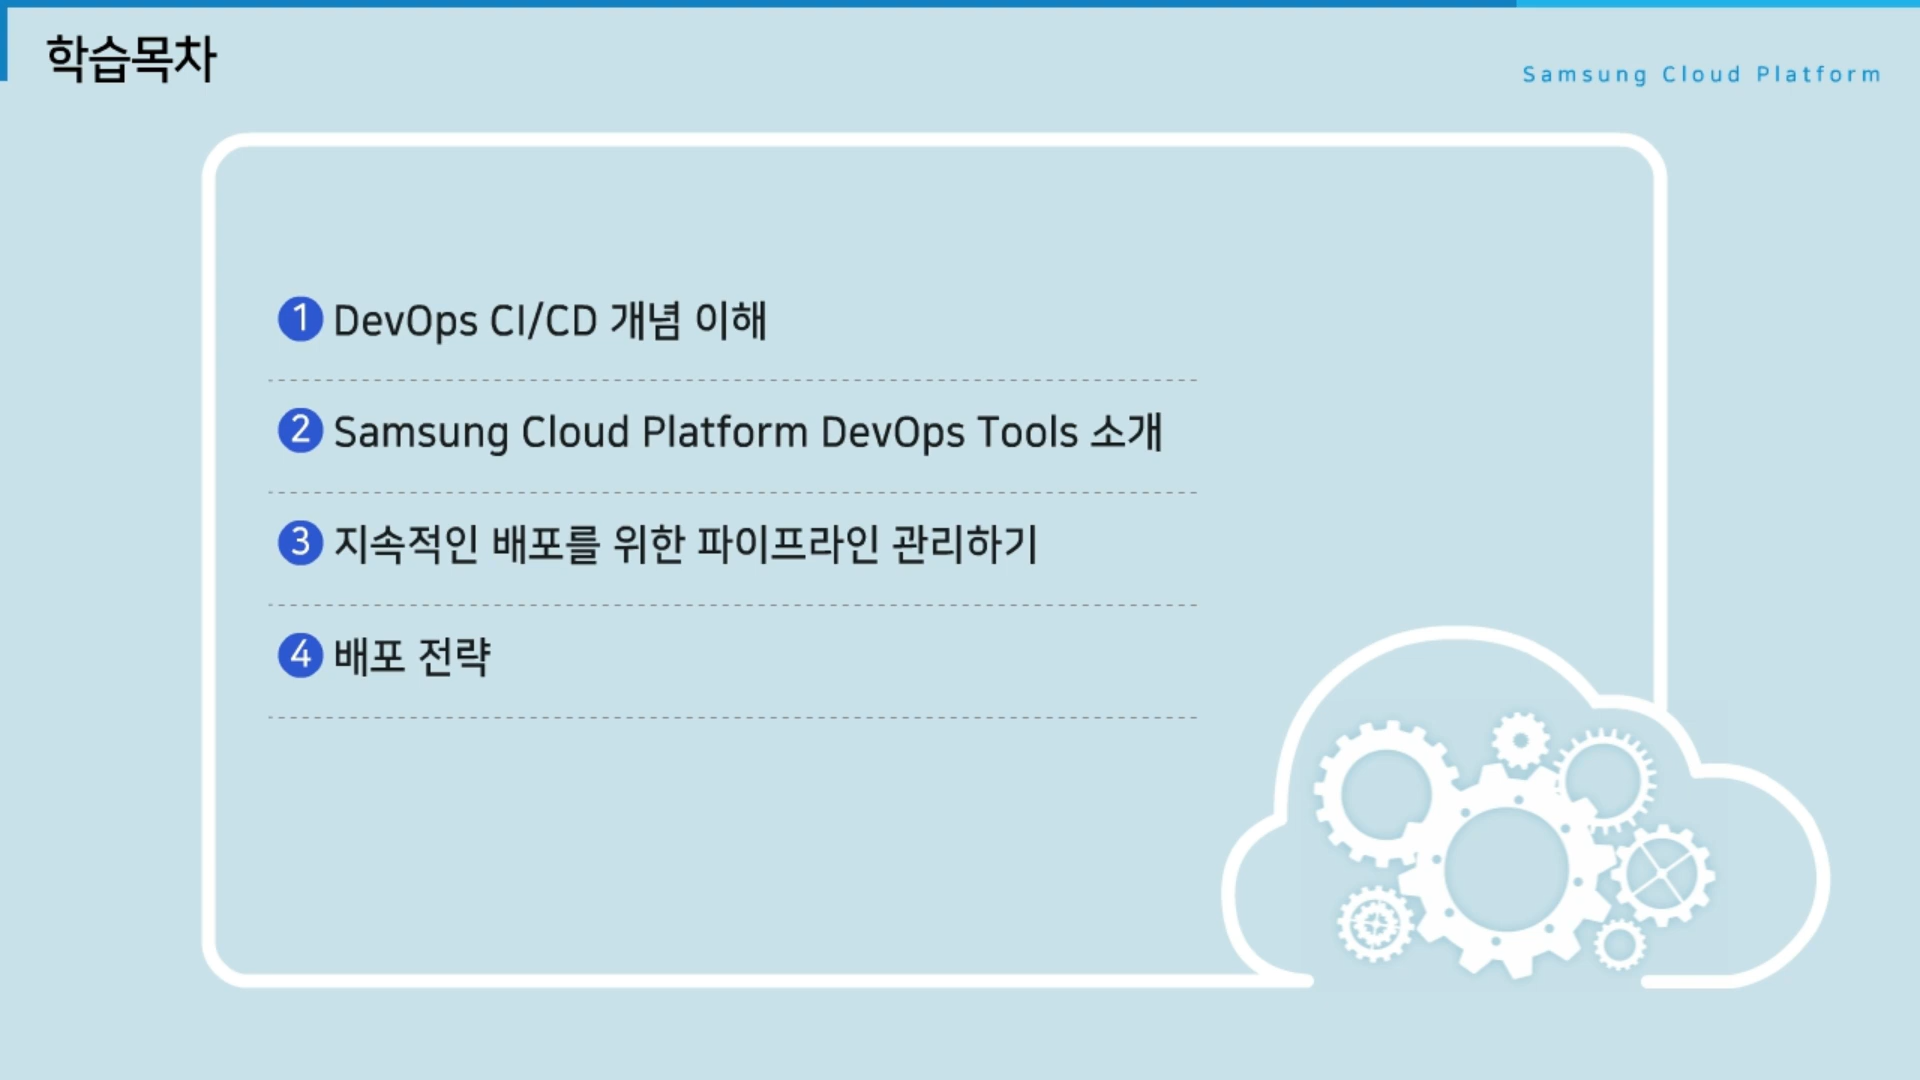 학습목차
Samsung Cloud Platform
1 DevOps CI/CD 개념 이해
2 Samsung Cloud Platform DevOps Tools 소개
3 지속적인 배포를 위한 파이프라인 관리하기
4 배포 전략